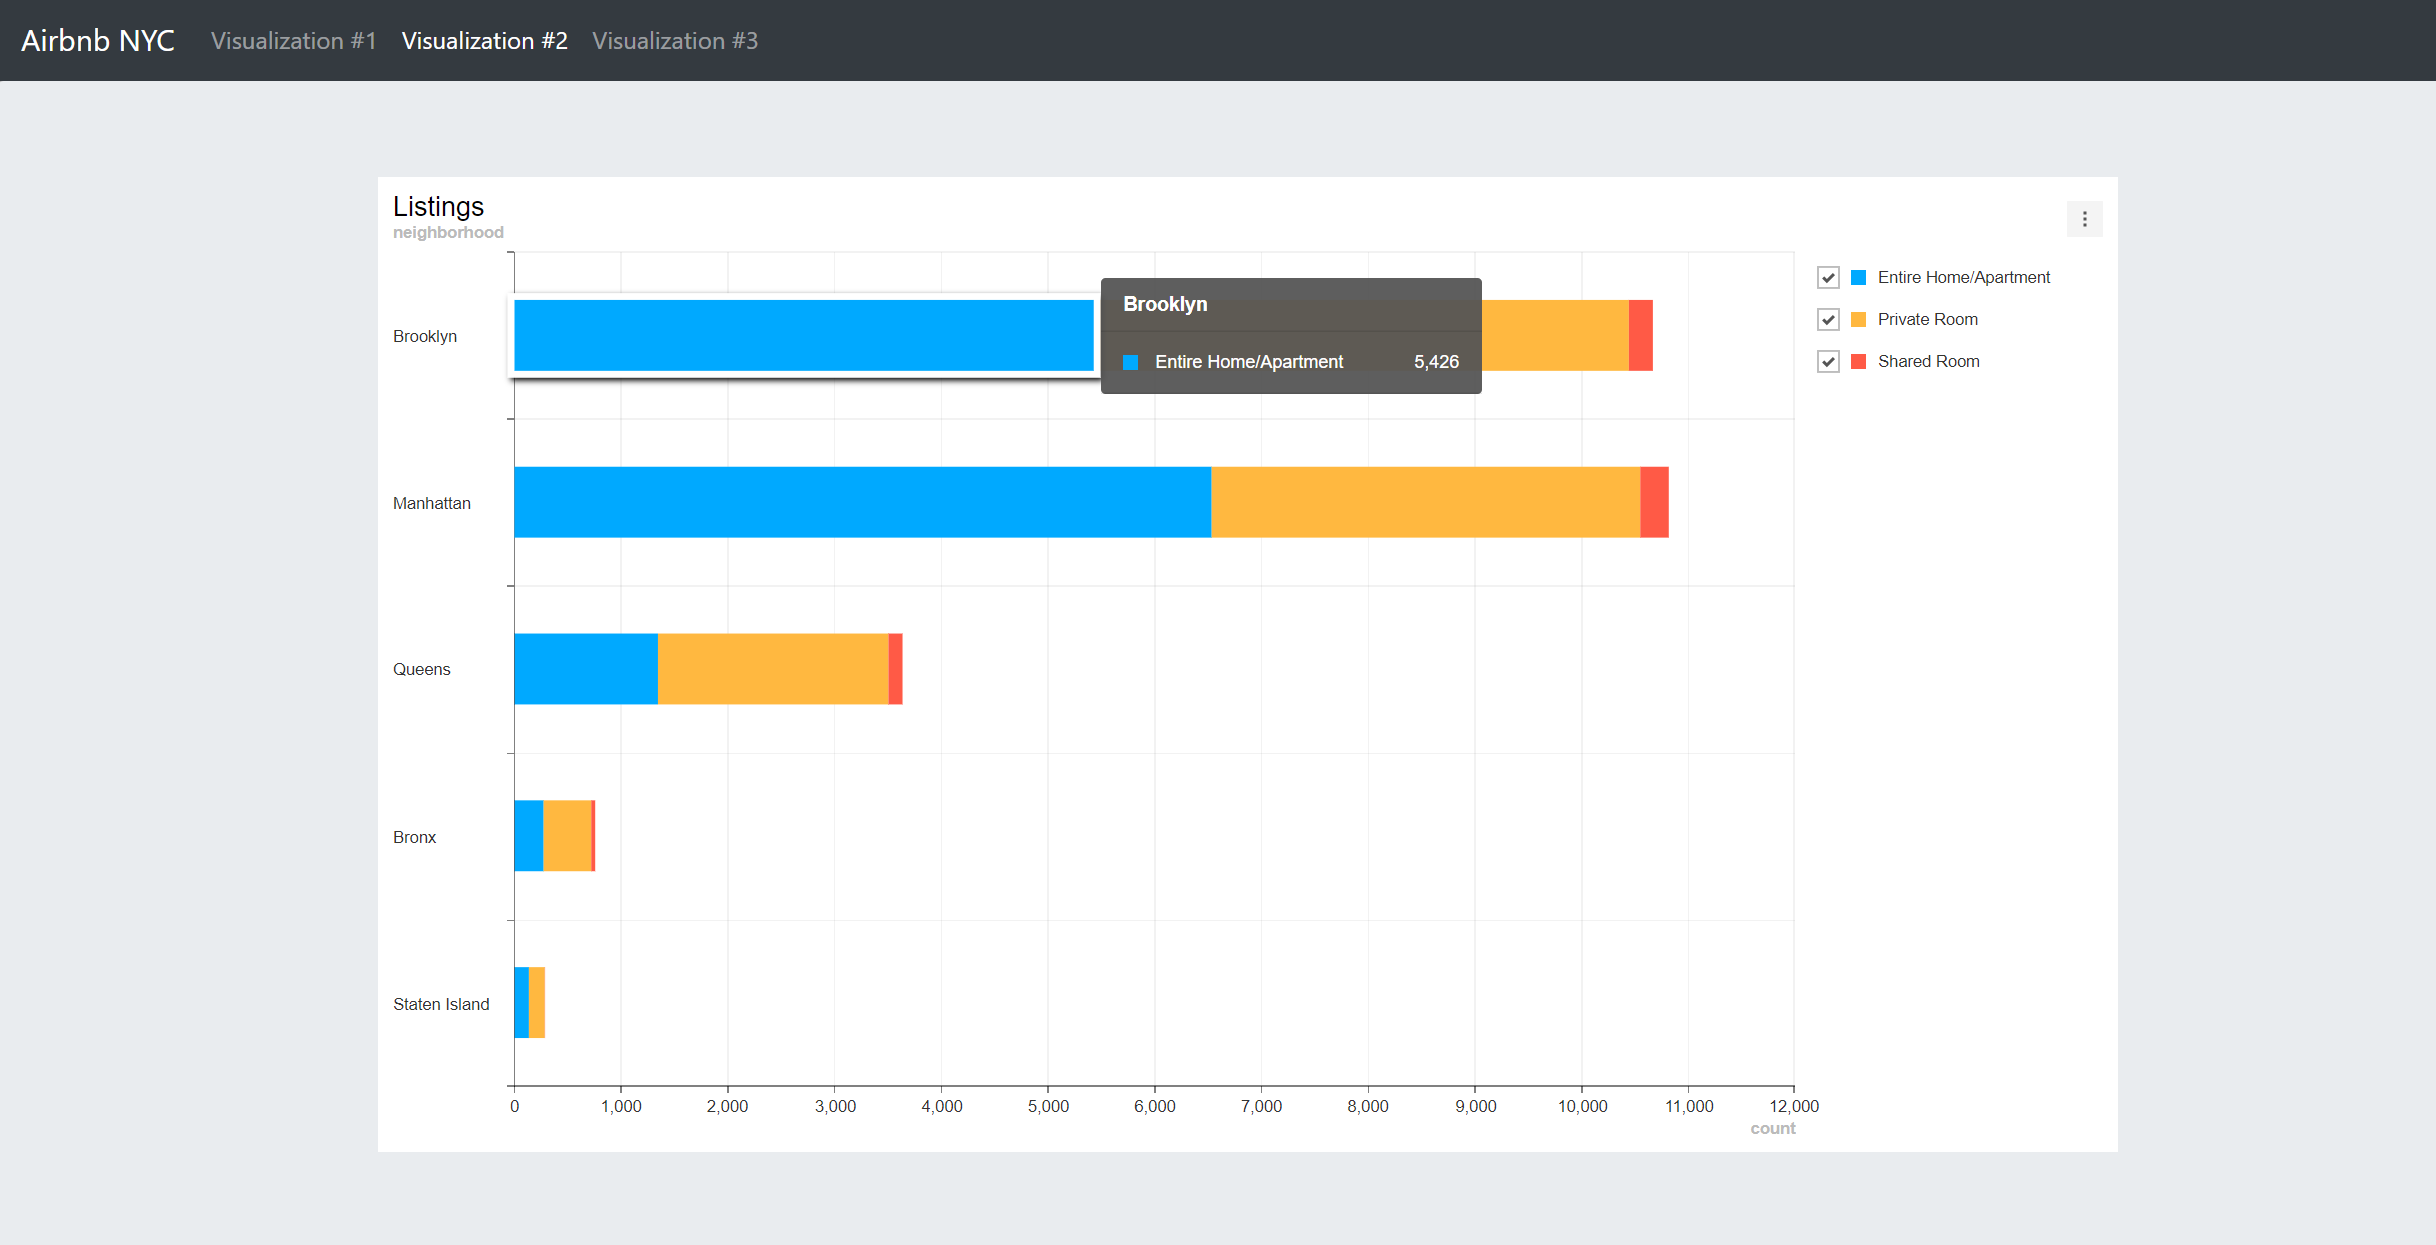 Airbnb NYC Visualization #1 Visualization #2 Visualization #3
Listings
neighborhood
Entire Home/Apartment
Private Room
Shared Room
Brooklyn
Brooklyn
Entire Home/Apartment 5,426
Manhattan
Queens
Bronx
Staten Island
0 1,000 2,000 3,000 4,000 5,000 6,000 7,000 8,000 9,000 10,000 11,000 12,000
count